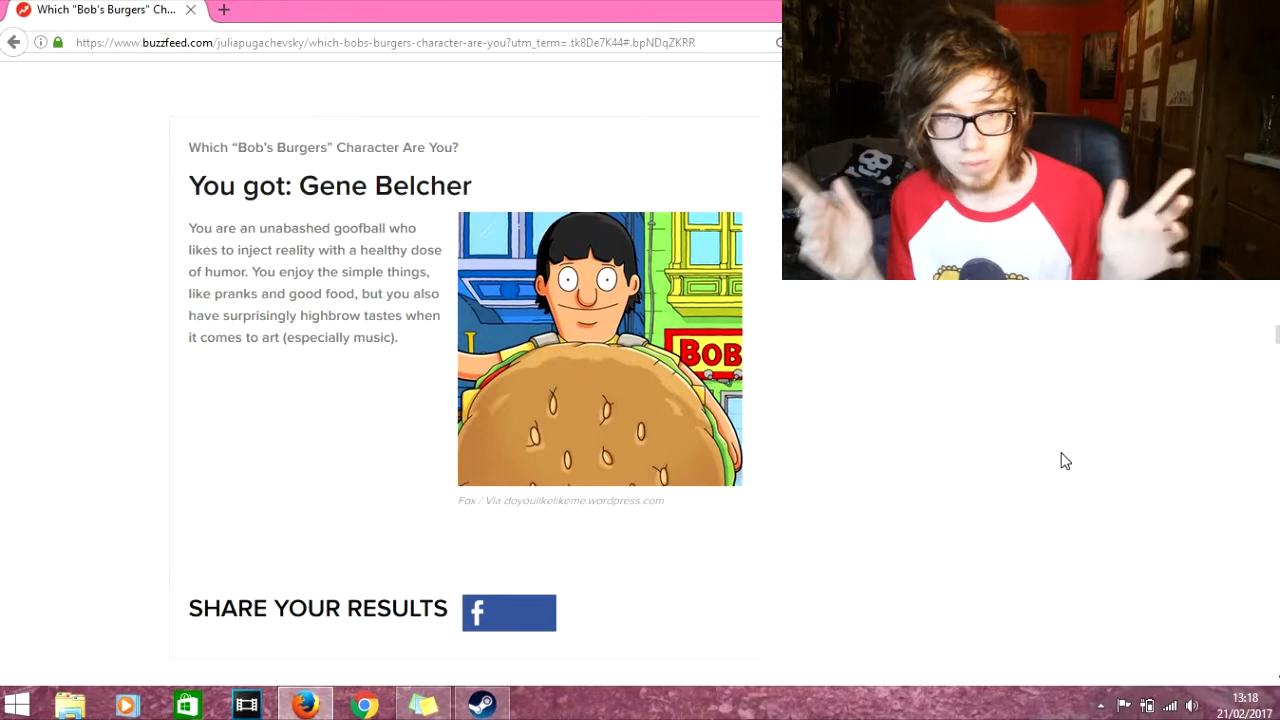 Which "Bob's Burgers" Ch...
https://www.buzzfeed.com/juliapugachevsky/which-bobs-burgers-character-are-you?utm_term=.tk8De7K44#.bpNDqZKRR
Which “Bob’s Burgers” Character Are You?
You got: Gene Belcher
You are an unabashed goofball who
likes to inject reality with a healthy dose
of humor. You enjoy the simple things,
like pranks and good food, but you also
have surprisingly highbrow tastes when
it comes to art (especially music).
BOB
Fox / Via doyoulikelikeme.wordpress.com
SHARE YOUR RESULTS
f
13:18
21/02/2017